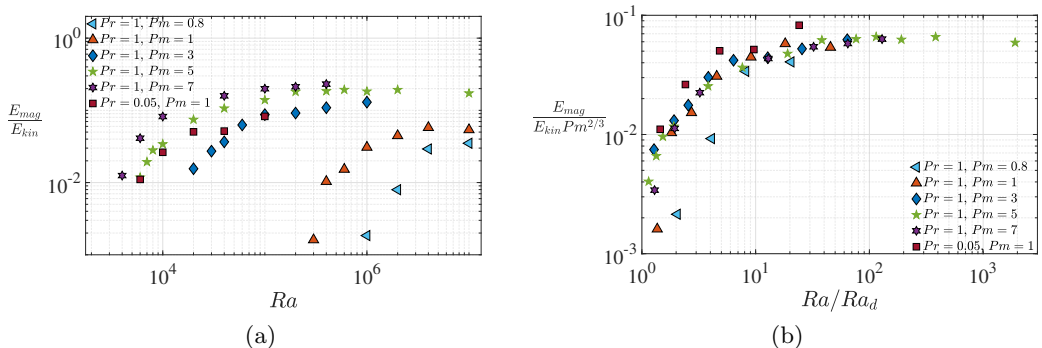 10^0
10^-2
E_mag
E_kin
Pr = 1, Pm = 0.8
Pr = 1, Pm = 1
Pr = 1, Pm = 3
Pr = 1, Pm = 5
Pr = 1, Pm = 7
Pr = 0.05, Pm = 1
10^4
10^6
Ra
(a)
10^-1
10^-2
10^-3
E_mag
E_kin Pm^2/3
Pr = 1, Pm = 0.8
Pr = 1, Pm = 1
Pr = 1, Pm = 3
Pr = 1, Pm = 5
Pr = 1, Pm = 7
Pr = 0.05, Pm = 1
10^0
10^1
10^2
10^3
Ra/Ra_d
(b)